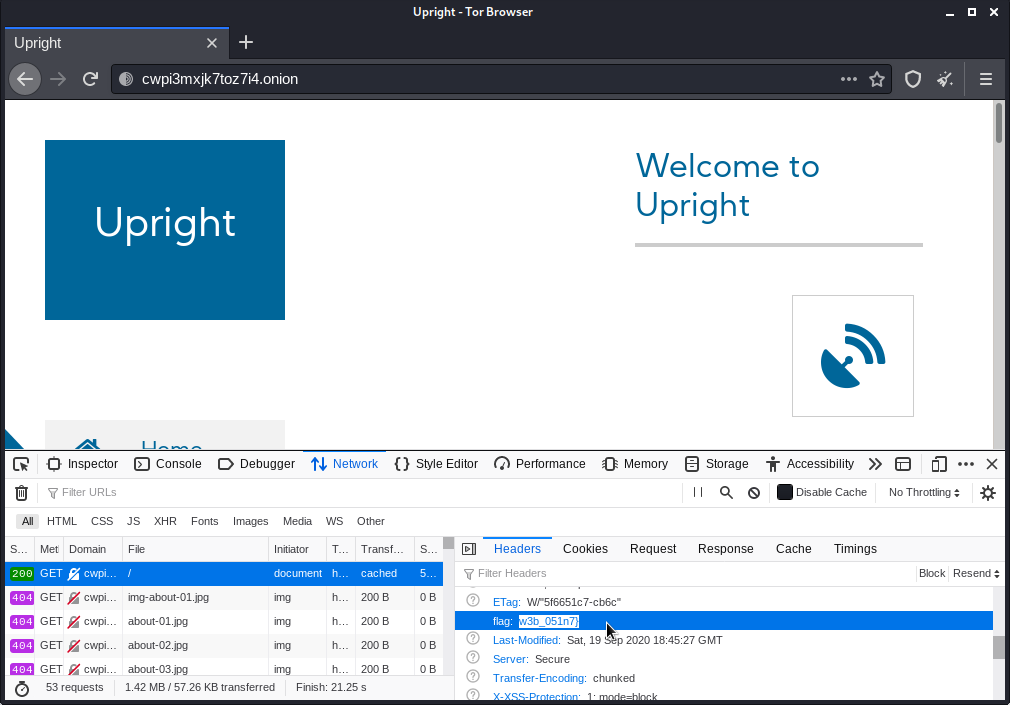 Upright - Tor Browser
Upright
cwpi3mxjk7toz7i4.onion
Upright
Welcome to
Upright
Home
Inspector Console Debugger Network Style Editor Performance Memory Storage Accessibility
Filter URLs Disable Cache No Throttling
All HTML CSS JS XHR Fonts Images Media WS Other
S... Met Domain File Initiator T... Transf... S... Headers Cookies Request Response Cache Timings
Filter Headers Block Resend
200 GET cwpi... / document h... cached 5...
404 GET cwpi... img-about-01.jpg img h... 200 B 0 B
404 GET cwpi... about-01.jpg img h... 200 B 0 B
404 GET cwpi... about-02.jpg img h... 200 B 0 B
404 GET cwpi... about-03.jpg img h... 200 B 0 B
ETag: W/"5f6651c7-cb6c"
flag: w3b_051n7}
Last-Modified: Sat, 19 Sep 2020 18:45:27 GMT
Server: Secure
Transfer-Encoding: chunked
X-XSS-Protection: 1; mode=block
53 requests 1.42 MB / 57.26 KB transferred Finish: 21.25 s